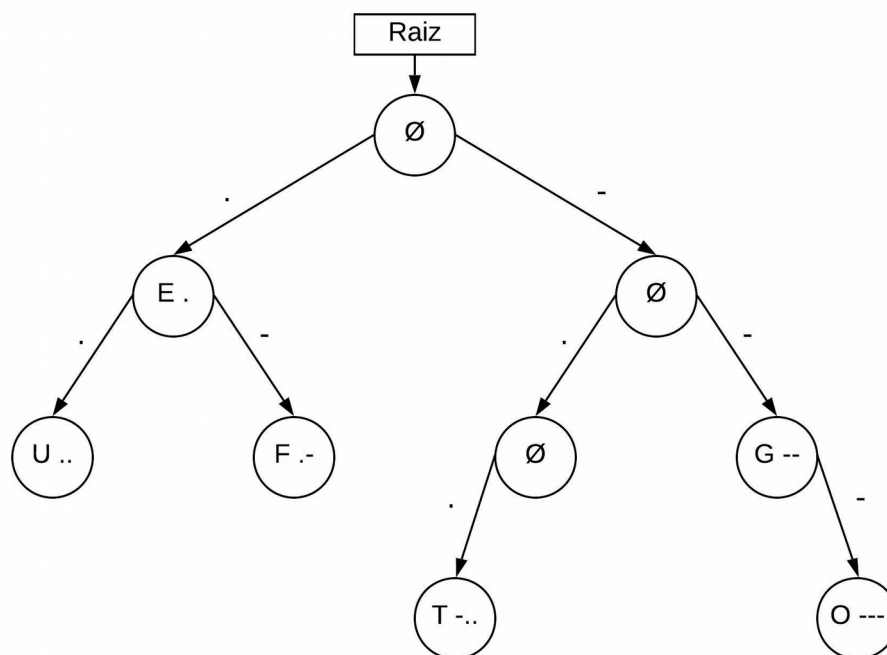 Raiz
Ø
. -
E . Ø
. - . -
U .. F .- Ø G --
. -
T -.. O ---